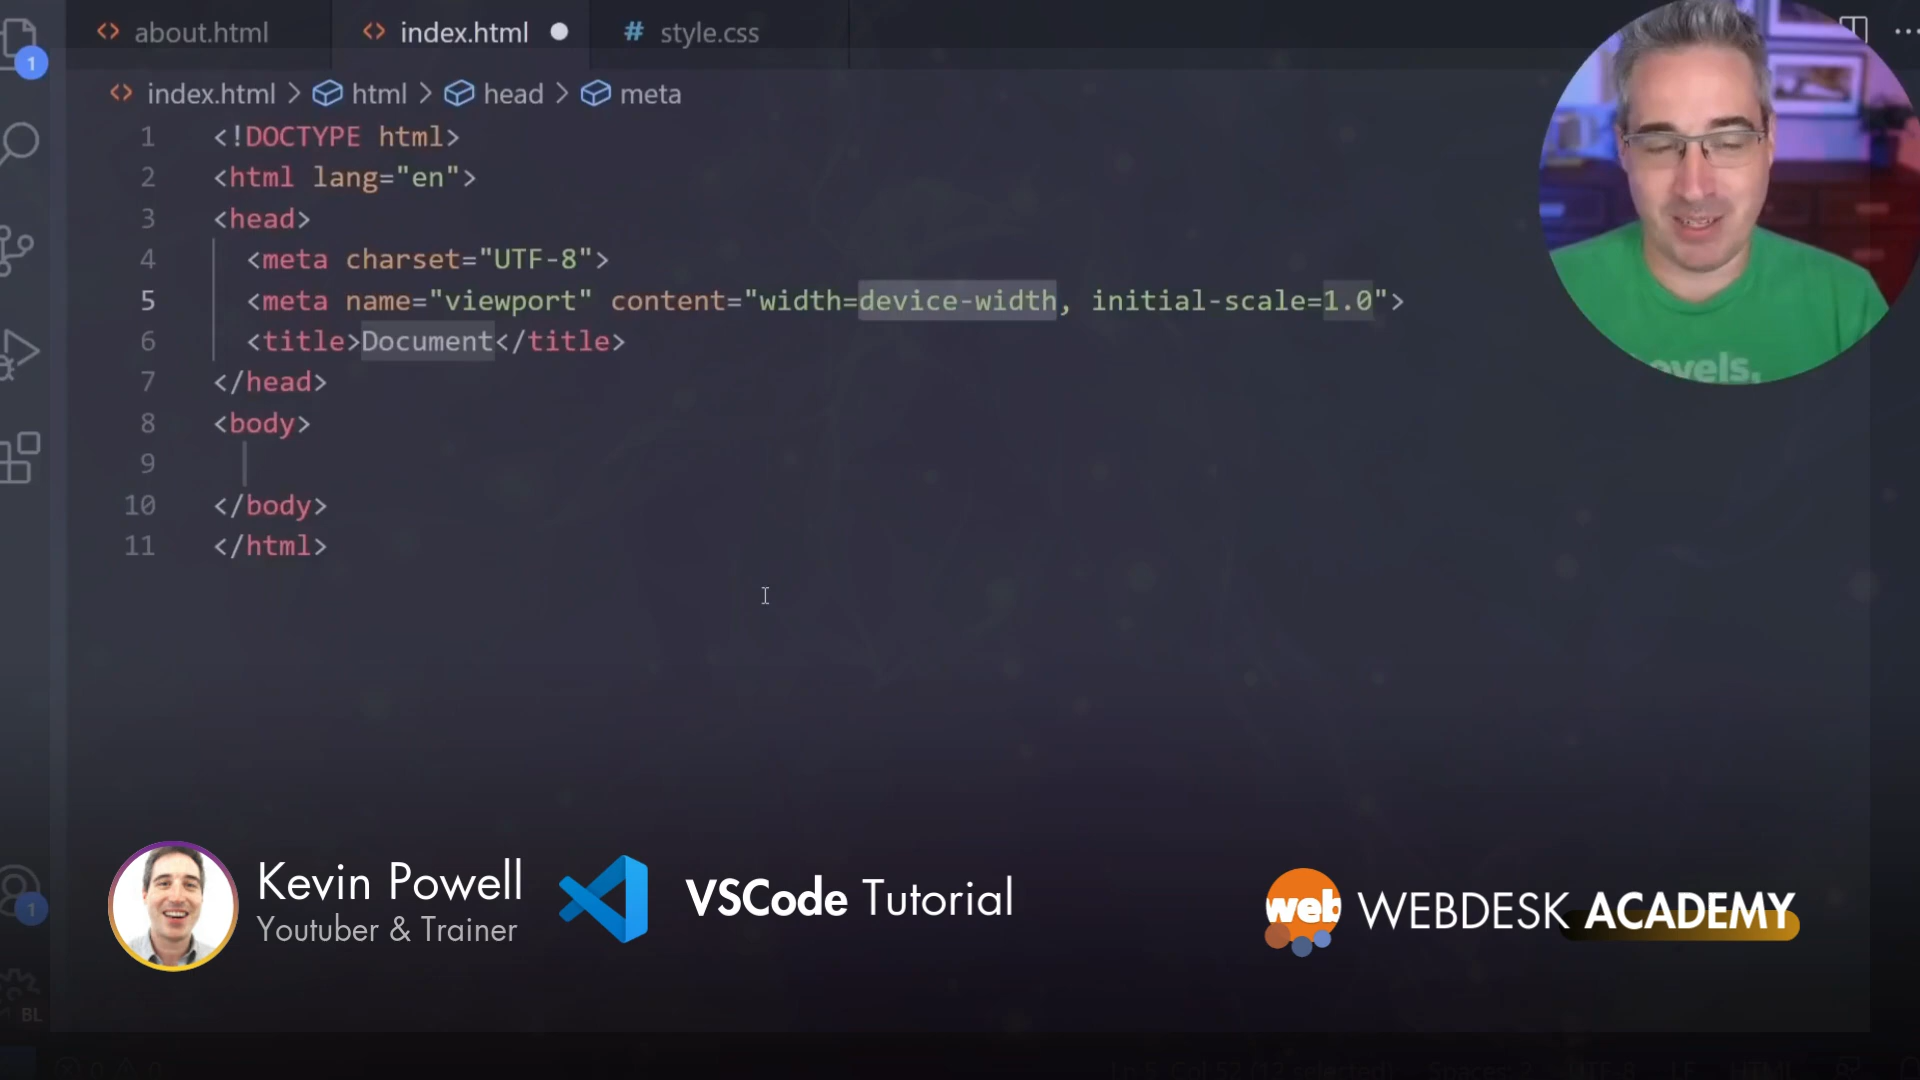 about.html index.html style.css
1
index.html > html > head > meta
1 <!DOCTYPE html>
2 <html lang="en">
3 <head>
4 <meta charset="UTF-8">
5 <meta name="viewport" content="width=device-width, initial-scale=1.0">
6 <title>Document</title>
7 </head>
8 <body>
9
10 </body>
11 </html>
Kevin Powell
Youtuber & Trainer
VSCode Tutorial
web WEBDESK ACADEMY
1
BL